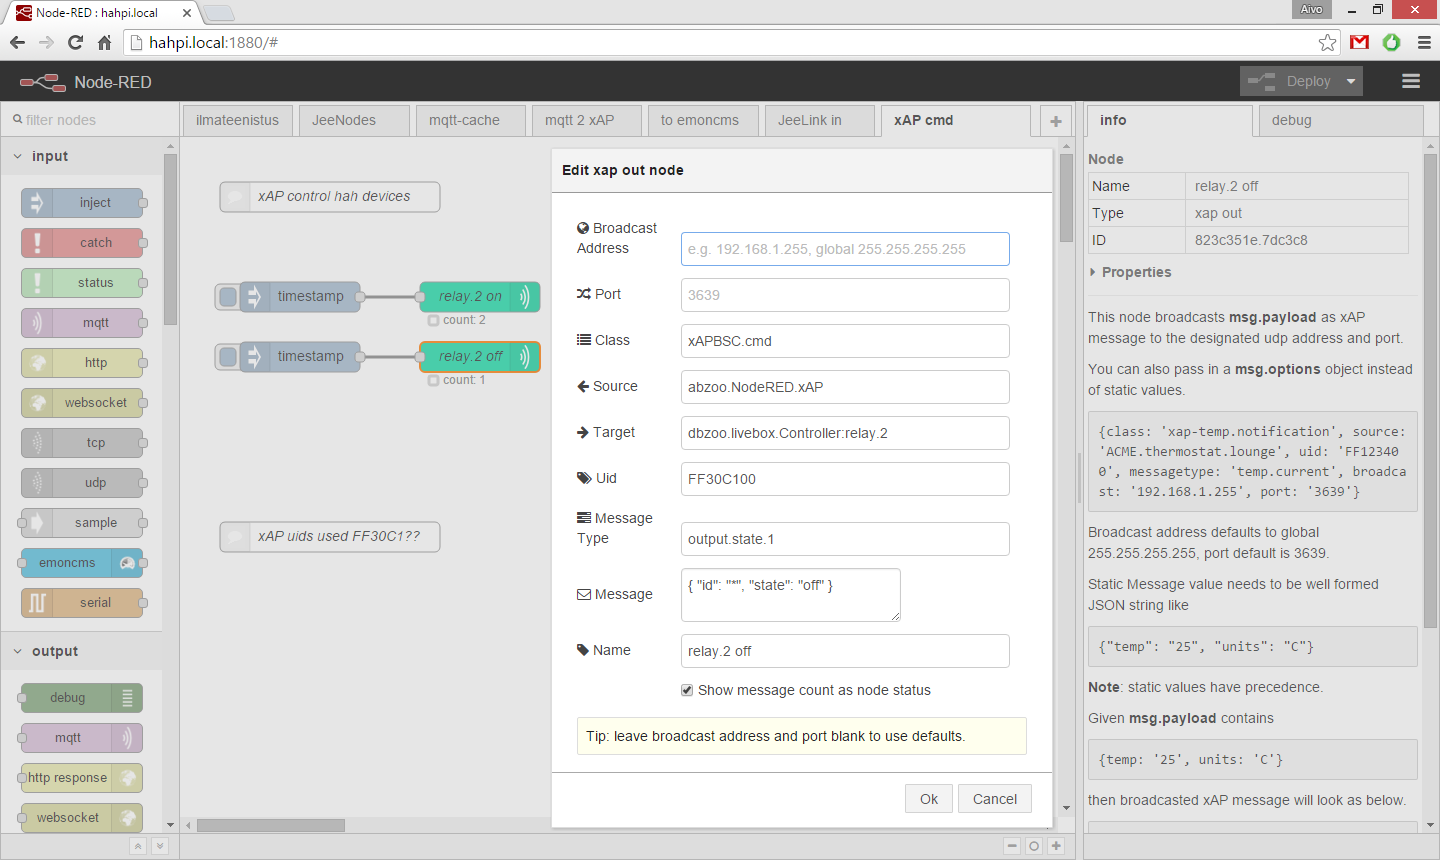 Node-RED : hahpi.local
Aivo
hahpi.local:1880/#
Node-RED
Deploy
filter nodes
input
inject
catch
status
mqtt
http
websocket
tcp
udp
sample
emoncms
serial
output
debug
mqtt
http response
websocket
ilmateenistus
JeeNodes
mqtt-cache
mqtt 2 xAP
to emoncms
JeeLink in
xAP cmd
xAP control hah devices
timestamp
relay.2 on
count: 2
timestamp
relay.2 off
count: 1
xAP uids used FF30C1??
Edit xap out node
Broadcast
Address
e.g. 192.168.1.255, global 255.255.255.255
Port
3639
Class
xAPBSC.cmd
Source
abzoo.NodeRED.xAP
Target
dbzoo.livebox.Controller:relay.2
Uid
FF30C100
Message
Type
output.state.1
Message
{ "id": "*", "state": "off" }
Name
relay.2 off
Show message count as node status
Tip: leave broadcast address and port blank to use defaults.
Ok
Cancel
info
debug
Node
Name
relay.2 off
Type
xap out
ID
823c351e.7dc3c8
Properties
This node broadcasts msg.payload as xAP
message to the designated udp address and port.
You can also pass in a msg.options object instead
of static values.
{class: 'xap-temp.notification', source:
'ACME.thermostat.lounge', uid: 'FF12340
0', messagetype: 'temp.current', broadca
st: '192.168.1.255', port: '3639'}
Broadcast address defaults to global
255.255.255.255, port default is 3639.
Static Message value needs to be well formed
JSON string like
{"temp": "25", "units": "C"}
Note: static values have precedence.
Given msg.payload contains
{temp: '25', units: 'C'}
then broadcasted xAP message will look as below.